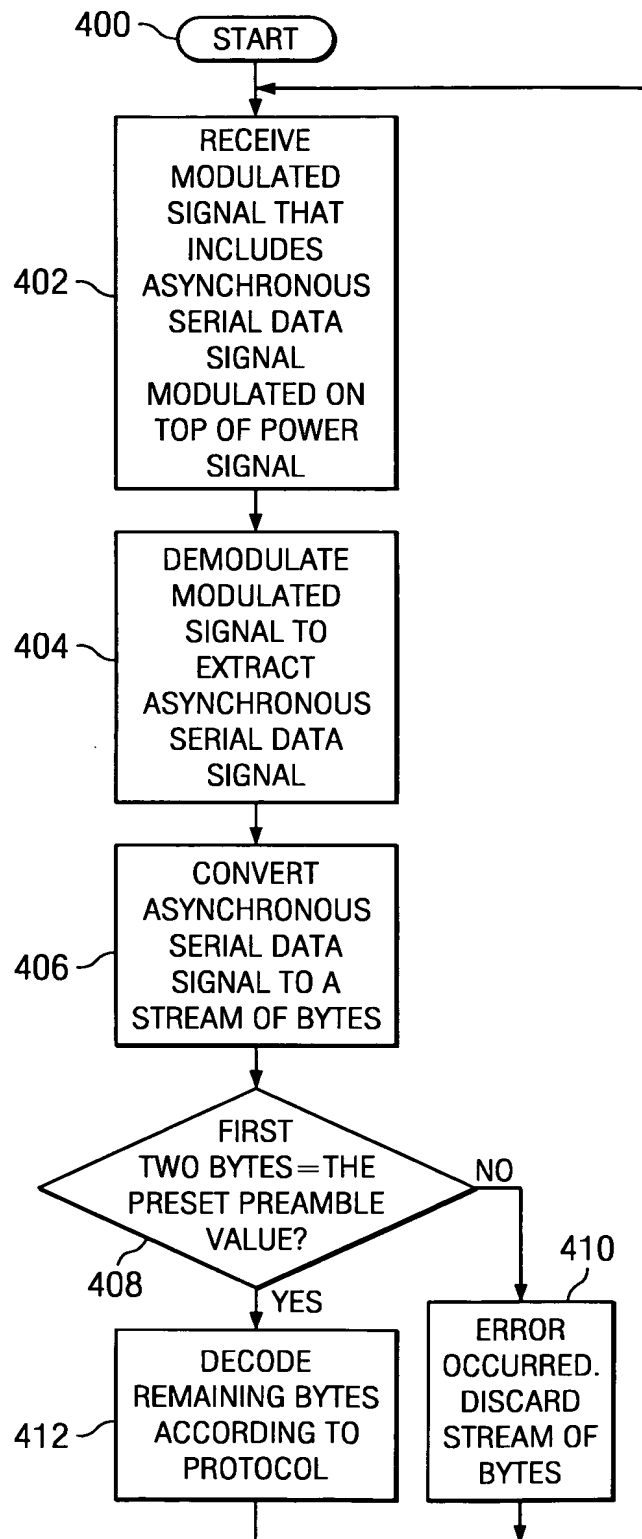 400
START
402
RECEIVE
MODULATED
SIGNAL THAT
INCLUDES
ASYNCHRONOUS
SERIAL DATA
SIGNAL
MODULATED ON
TOP OF POWER
SIGNAL
404
DEMODULATE
MODULATED
SIGNAL TO
EXTRACT
ASYNCHRONOUS
SERIAL DATA
SIGNAL
406
CONVERT
ASYNCHRONOUS
SERIAL DATA
SIGNAL TO A
STREAM OF BYTES
FIRST
TWO BYTES=THE
PRESET PREAMBLE
VALUE?
408
NO
YES
410
ERROR
OCCURRED.
DISCARD
STREAM OF
BYTES
412
DECODE
REMAINING BYTES
ACCORDING TO
PROTOCOL